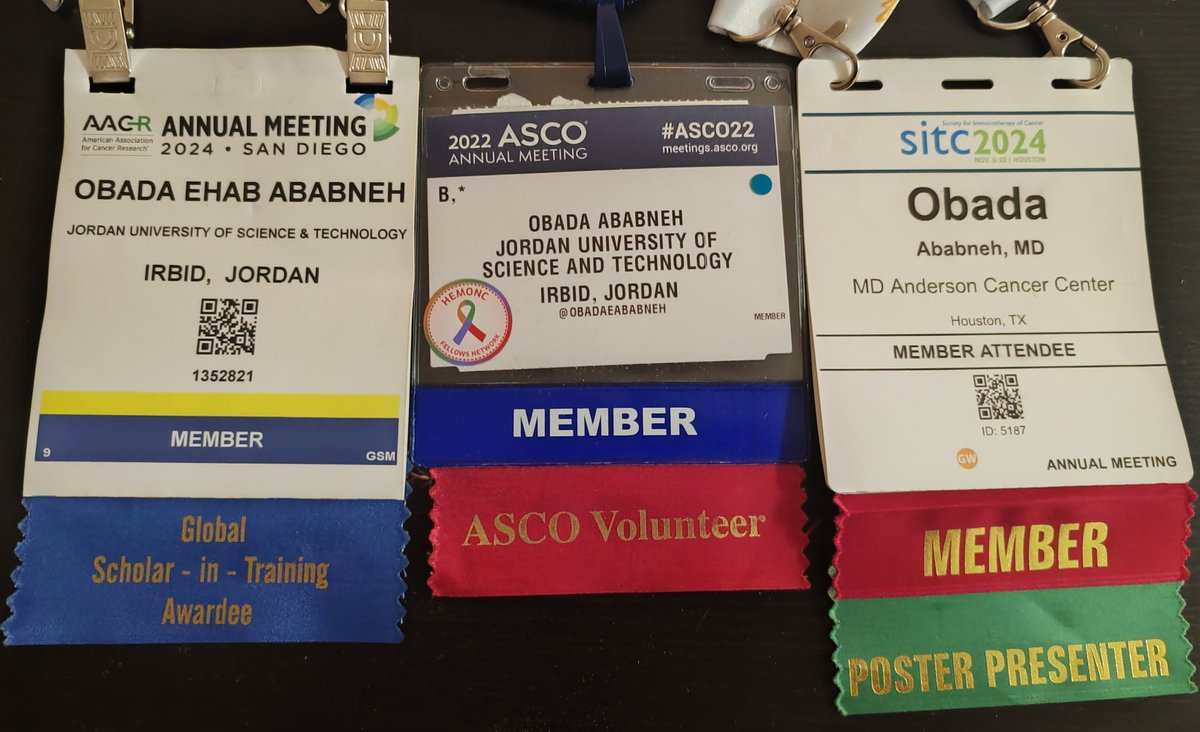 AACR
American Association
for Cancer Research
ANNUAL MEETING
2024 • SAN DIEGO
OBADA EHAB ABABNEH
JORDAN UNIVERSITY OF SCIENCE & TECHNOLOGY
IRBID, JORDAN
1352821
MEMBER
9
GSM
Global
Scholar - in - Training
Awardee
2022 ASCO®
ANNUAL MEETING
#ASCO22
meetings.asco.org
B,*
OBADA ABABNEH
JORDAN UNIVERSITY OF
SCIENCE AND TECHNOLOGY
IRBID, JORDAN
@OBADAEABABNEH
MEMBER
HEMONC
FELLOWS NETWORK
MEMBER
ASCO Volunteer
Society for Immunotherapy of Cancer
sitc2024
NOV. 6-10 | HOUSTON
Obada
Ababneh, MD
MD Anderson Cancer Center
Houston, TX
MEMBER ATTENDEE
ID: 5187
GW
ANNUAL MEETING
MEMBER
POSTER PRESENTER